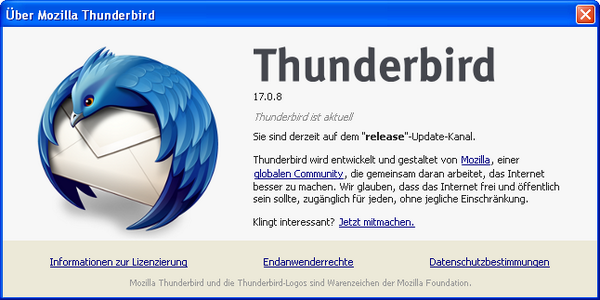 Über Mozilla Thunderbird
Thunderbird
17.0.8
Thunderbird ist aktuell
Sie sind derzeit auf dem "release"-Update-Kanal.
Thunderbird wird entwickelt und gestaltet von Mozilla, einer
globalen Community, die gemeinsam daran arbeitet, das Internet
besser zu machen. Wir glauben, dass das Internet frei und öffentlich
sein sollte, zugänglich für jeden, ohne jegliche Einschränkung.
Klingt interessant? Jetzt mitmachen.
Informationen zur Lizenzierung Endanwenderrechte Datenschutzbestimmungen
Mozilla Thunderbird und die Thunderbird-Logos sind Warenzeichen der Mozilla Foundation.